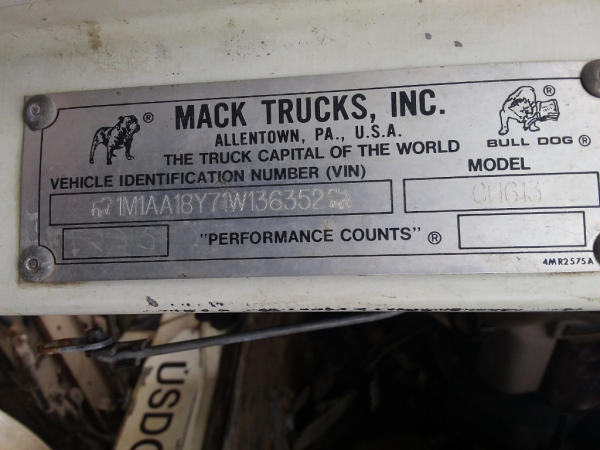 MACK TRUCKS, INC.
ALLENTOWN, PA., U.S.A.
THE TRUCK CAPITAL OF THE WORLD
BULL DOG ®
VEHICLE IDENTIFICATION NUMBER (VIN)
MODEL
1M1AA18Y71W136352
CH613
"PERFORMANCE COUNTS" ®
4MR2575A
USDO